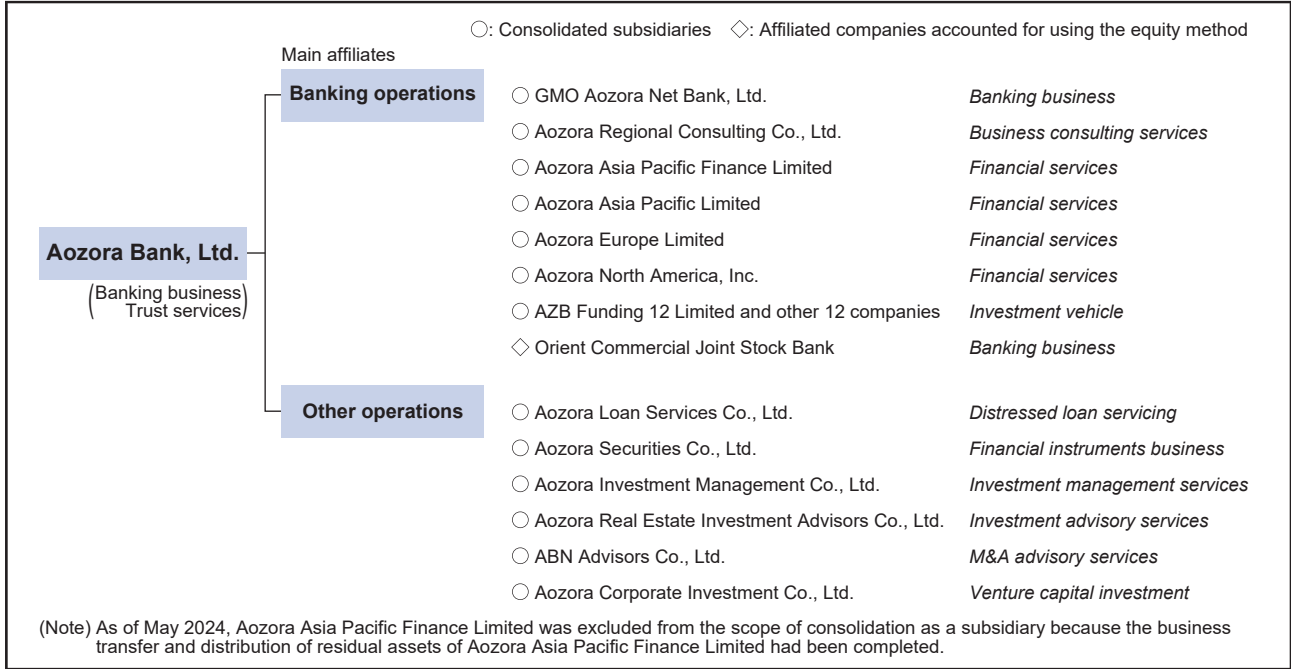 ○: Consolidated subsidiaries ◇: Affiliated companies accounted for using the equity method
Main affiliates
Banking operations
○ GMO Aozora Net Bank, Ltd. Banking business
○ Aozora Regional Consulting Co., Ltd. Business consulting services
○ Aozora Asia Pacific Finance Limited Financial services
○ Aozora Asia Pacific Limited Financial services
○ Aozora Europe Limited Financial services
○ Aozora North America, Inc. Financial services
○ AZB Funding 12 Limited and other 12 companies Investment vehicle
◇ Orient Commercial Joint Stock Bank Banking business
Aozora Bank, Ltd.
(Banking business
Trust services)
Other operations
○ Aozora Loan Services Co., Ltd. Distressed loan servicing
○ Aozora Securities Co., Ltd. Financial instruments business
○ Aozora Investment Management Co., Ltd. Investment management services
○ Aozora Real Estate Investment Advisors Co., Ltd. Investment advisory services
○ ABN Advisors Co., Ltd. M&A advisory services
○ Aozora Corporate Investment Co., Ltd. Venture capital investment
(Note) As of May 2024, Aozora Asia Pacific Finance Limited was excluded from the scope of consolidation as a subsidiary because the business
transfer and distribution of residual assets of Aozora Asia Pacific Finance Limited had been completed.